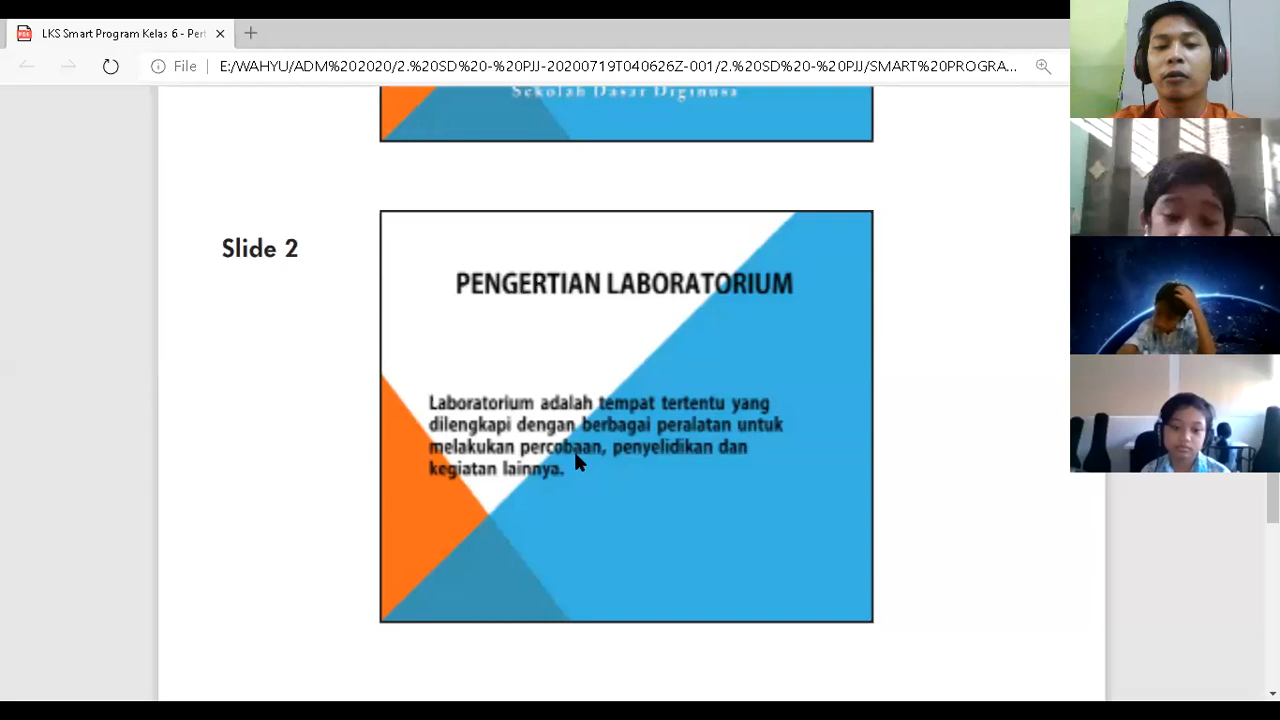 LKS Smart Program Kelas 6 - Pert
File
E:/WAHYU/ADM%202020/2.%20SD%20-%20PJJ-20200719T040626Z-001/2.%20SD%20-%20PJJ/SMART%20PROGRA...
Sekolah Dasar Diginusa
Slide 2
PENGERTIAN LABORATORIUM
Laboratorium adalah tempat tertentu yang
dilengkapi dengan berbagai peralatan untuk
melakukan percobaan, penyelidikan dan
kegiatan lainnya.